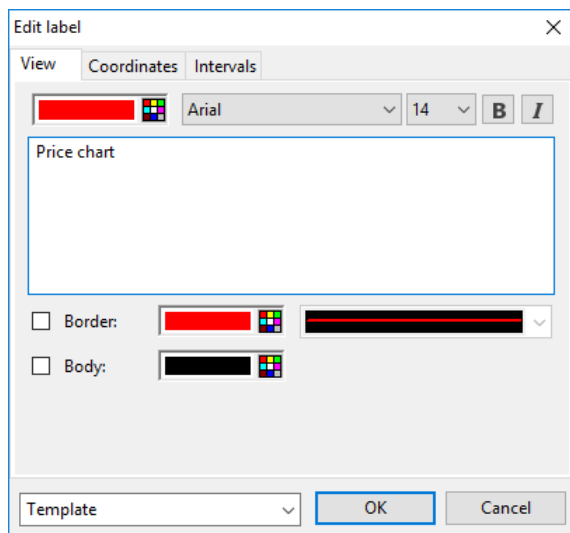 Edit label
View Coordinates Intervals
Arial 14 B I
Price chart
Border:
Body:
Template OK Cancel